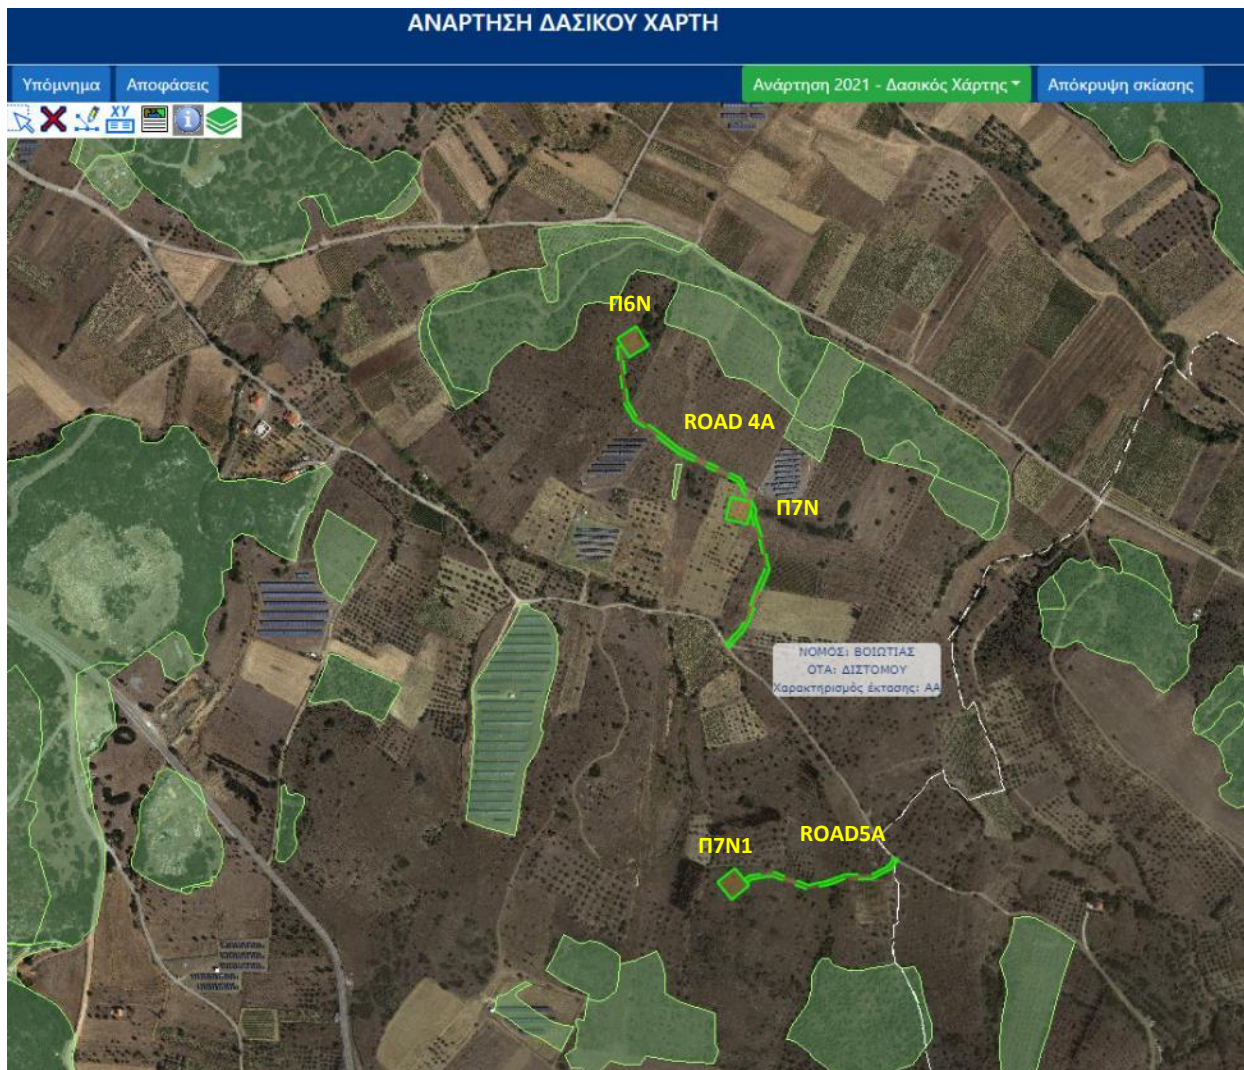 ΑΝΑΡΤΗΣΗ ΔΑΣΙΚΟΥ ΧΑΡΤΗ
Υπόμνημα Αποφάσεις Ανάρτηση 2021 - Δασικός Χάρτης Απόκρυψη σκίασης
XY
Π6Ν
ROAD 4A
Π7Ν
ΝΟΜΟΣ: ΒΟΙΩΤΙΑΣ
ΟΤΑ: ΔΙΣΤΟΜΟΥ
Χαρακτηρισμός έκτασης: ΑΑ
ROAD5A
Π7Ν1